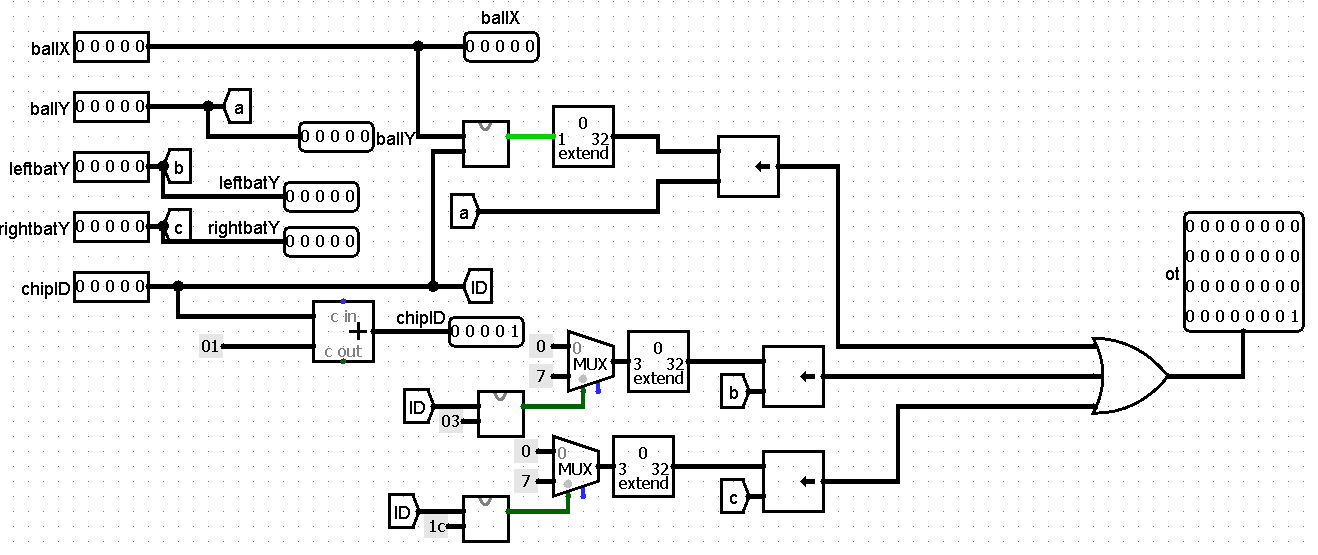 ballX
ballX 0 0 0 0 0
0 0 0 0 0
ballY 0 0 0 0 0
a
0 0 0 0 0 ballY
0
1 32
extend
leftbatY 0 0 0 0 0
b
leftbatY
0 0 0 0 0
a
rightbatY 0 0 0 0 0
c
rightbatY
0 0 0 0 0
chipID 0 0 0 0 0
ID
c in
+
01
c out
chipID
0 0 0 0 1
0 0 0 0 0 0 0 0
0 0 0 0 0 0 0 0
ot
0 0 0 0 0 0 0 0
0 0 0 0 0 0 0 1
0
0
7
MUX
0
3 32
extend
b
ID
03
0
0
7
MUX
0
3 32
extend
c
ID
1c